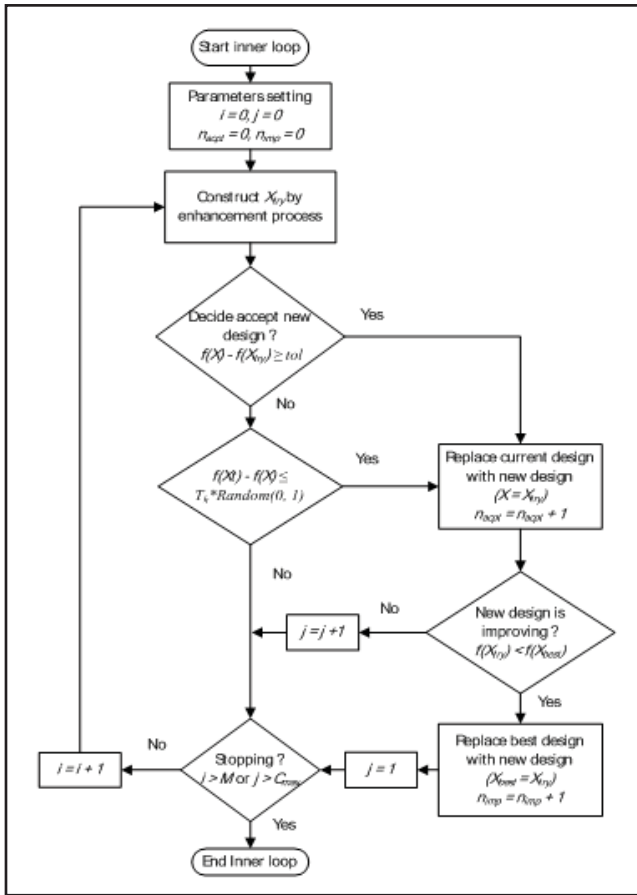 Start inner loop
Parameters setting
i = 0, j = 0
n_acpt = 0, n_imp = 0
Construct X_try by
enhancement process
Decide accept new
design ?
f(X) - f(X_try) ≥ tol
Yes
No
f(Xt) - f(X) ≤
T_h*Random(0, 1)
Yes
Replace current design
with new design
(X = X_try)
n_acpt = n_acpt + 1
No
New design is
improving ?
f(X_try) < f(X_best)
No
j = j +1
Yes
Replace best design
with new design
(X_best = X_try)
n_imp = n_imp + 1
j = 1
Stopping ?
j > M or j > C_max
No
i = i + 1
Yes
End Inner loop